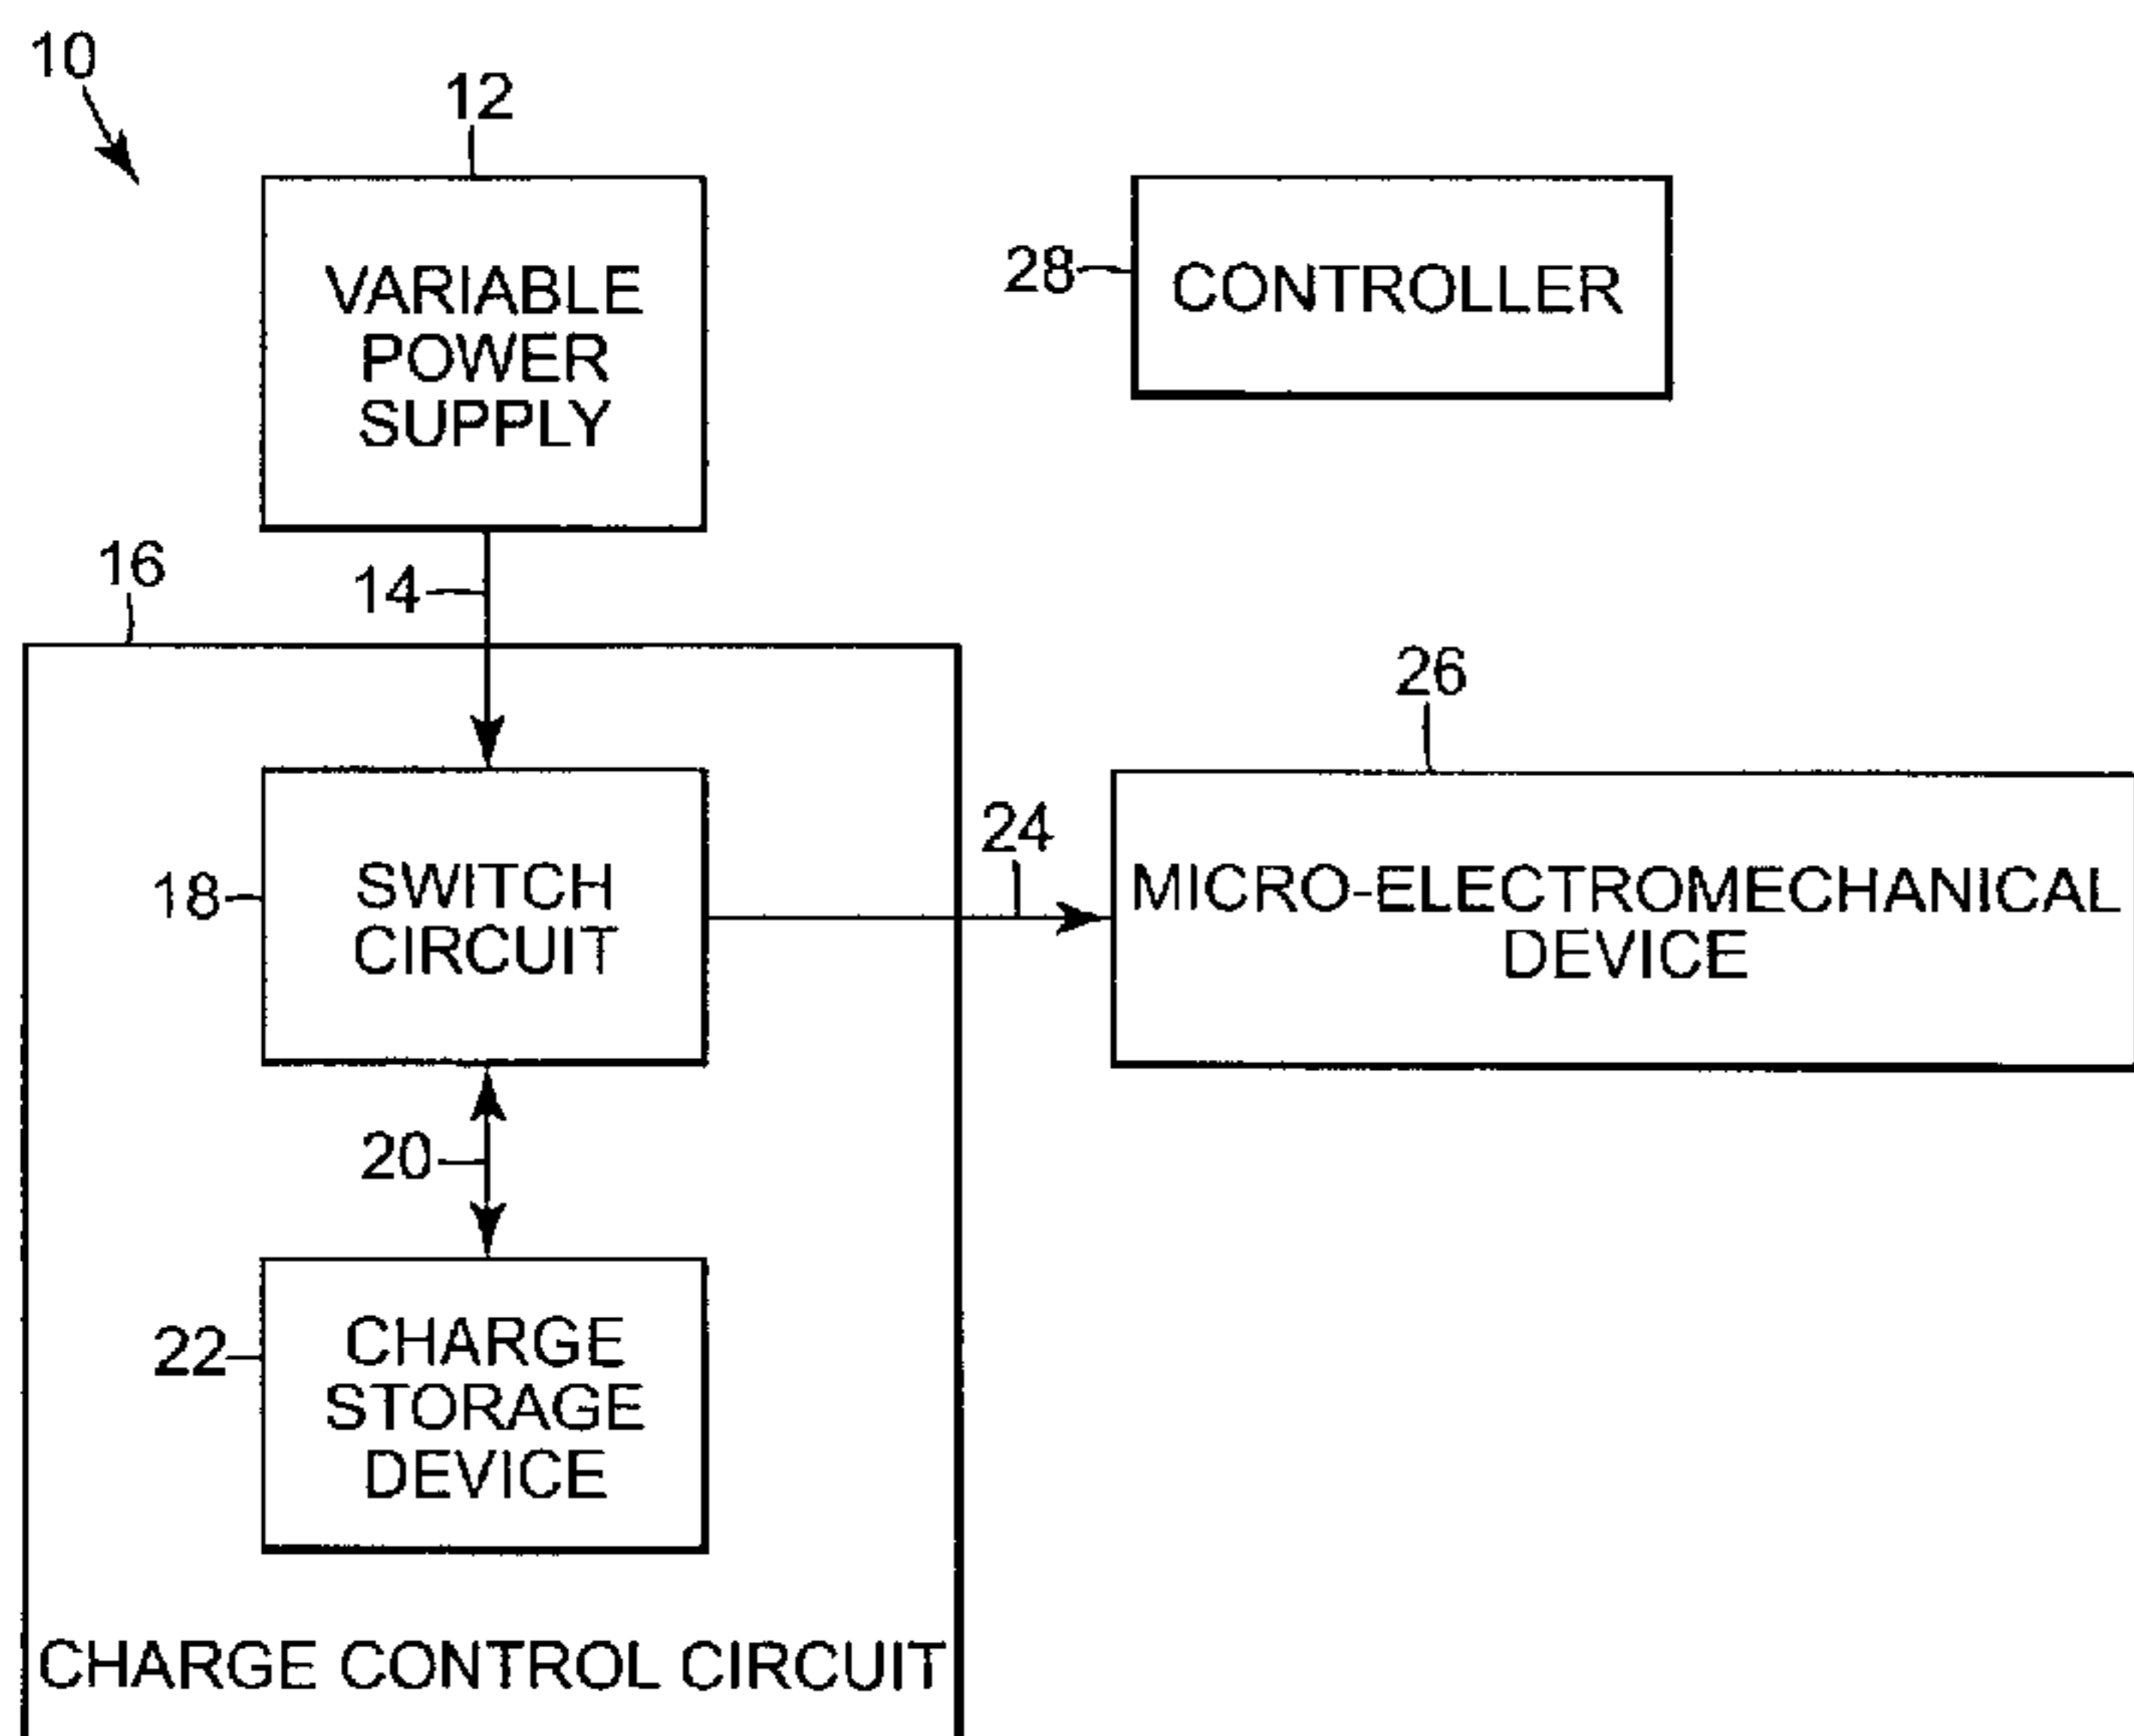 10
12
VARIABLE
POWER
SUPPLY
28
CONTROLLER
16
14
26
18
SWITCH
CIRCUIT
24
MICRO-ELECTROMECHANICAL
DEVICE
20
22
CHARGE
STORAGE
DEVICE
CHARGE CONTROL CIRCUIT